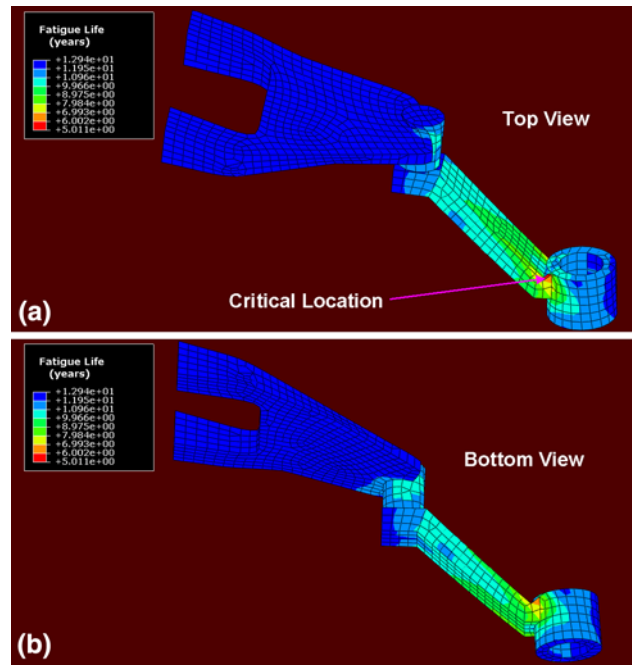 Fatigue Life
(years)
+1.294e+01
+1.195e+01
+1.096e+01
+9.966e+00
+8.975e+00
+7.984e+00
+6.993e+00
+6.002e+00
+5.011e+00
Top View
Critical Location
(a)
Fatigue Life
(years)
+1.294e+01
+1.195e+01
+1.096e+01
+9.966e+00
+8.975e+00
+7.984e+00
+6.993e+00
+6.002e+00
+5.011e+00
Bottom View
(b)